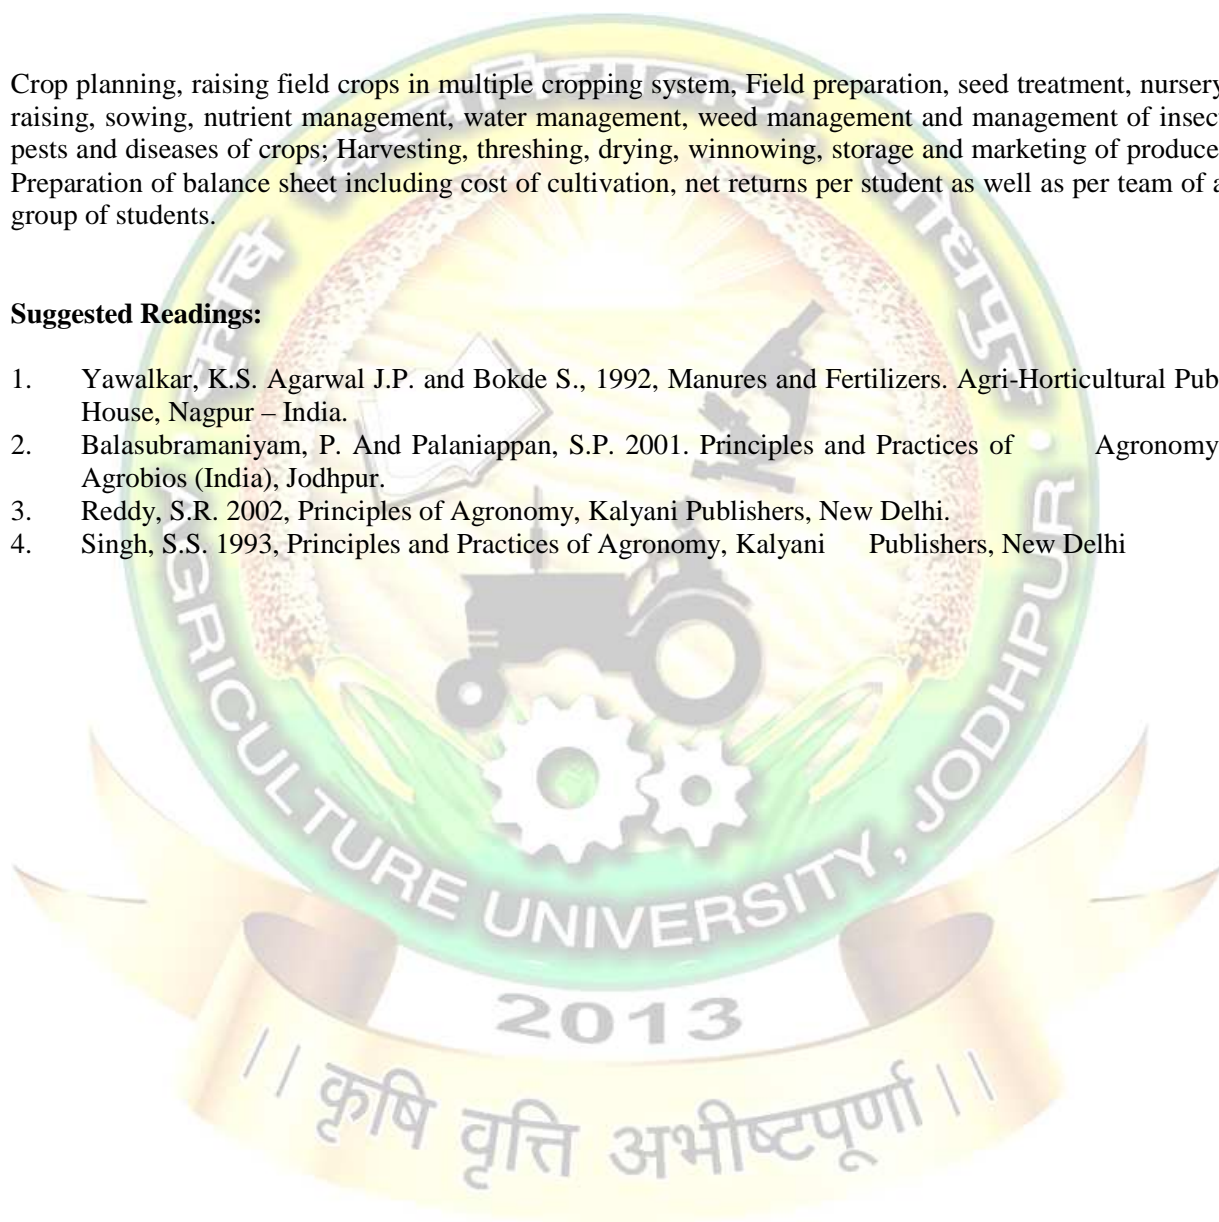 Crop planning, raising field crops in multiple cropping system, Field preparation, seed treatment, nursery
raising, sowing, nutrient management, water management, weed management and management of insec
pests and diseases of crops; Harvesting, threshing, drying, winnowing, storage and marketing of produce
Preparation of balance sheet including cost of cultivation, net returns per student as well as per team of a
group of students.
Suggested Readings:
1. Yawalkar, K.S. Agarwal J.P. and Bokde S., 1992, Manures and Fertilizers. Agri-Horticultural Pub
House, Nagpur – India.
2. Balasubramaniyam, P. And Palaniappan, S.P. 2001. Principles and Practices of Agronomy
Agrobios (India), Jodhpur.
3. Reddy, S.R. 2002, Principles of Agronomy, Kalyani Publishers, New Delhi.
4. Singh, S.S. 1993, Principles and Practices of Agronomy, Kalyani Publishers, New Delhi
कृषि विश्वविद्यालय, जोधपुर
AGRICULTURE UNIVERSITY, JODHPUR
2013
।। कृषि वृत्ति अभीष्टपूर्णा ।।